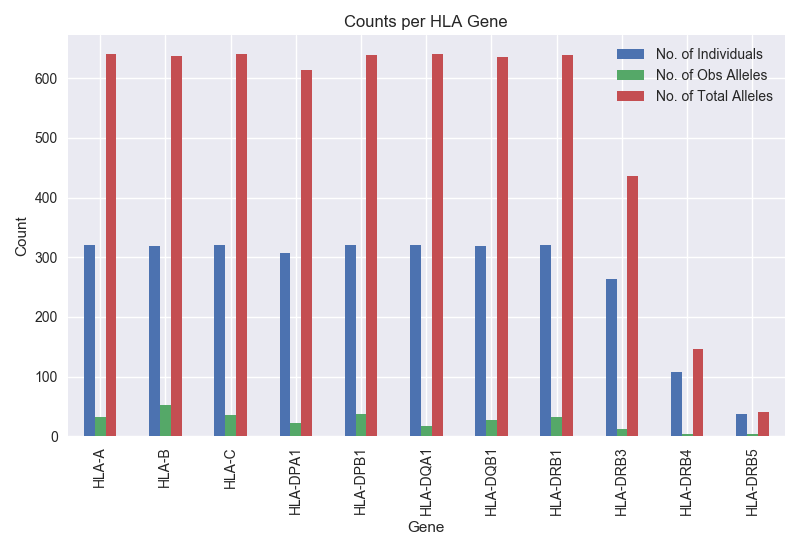 Counts per HLA Gene
No. of Individuals
No. of Obs Alleles
No. of Total Alleles
600
500
400
300
200
100
0
Count
HLA-A
HLA-B
HLA-C
HLA-DPA1
HLA-DPB1
HLA-DQA1
HLA-DQB1
HLA-DRB1
HLA-DRB3
HLA-DRB4
HLA-DRB5
Gene